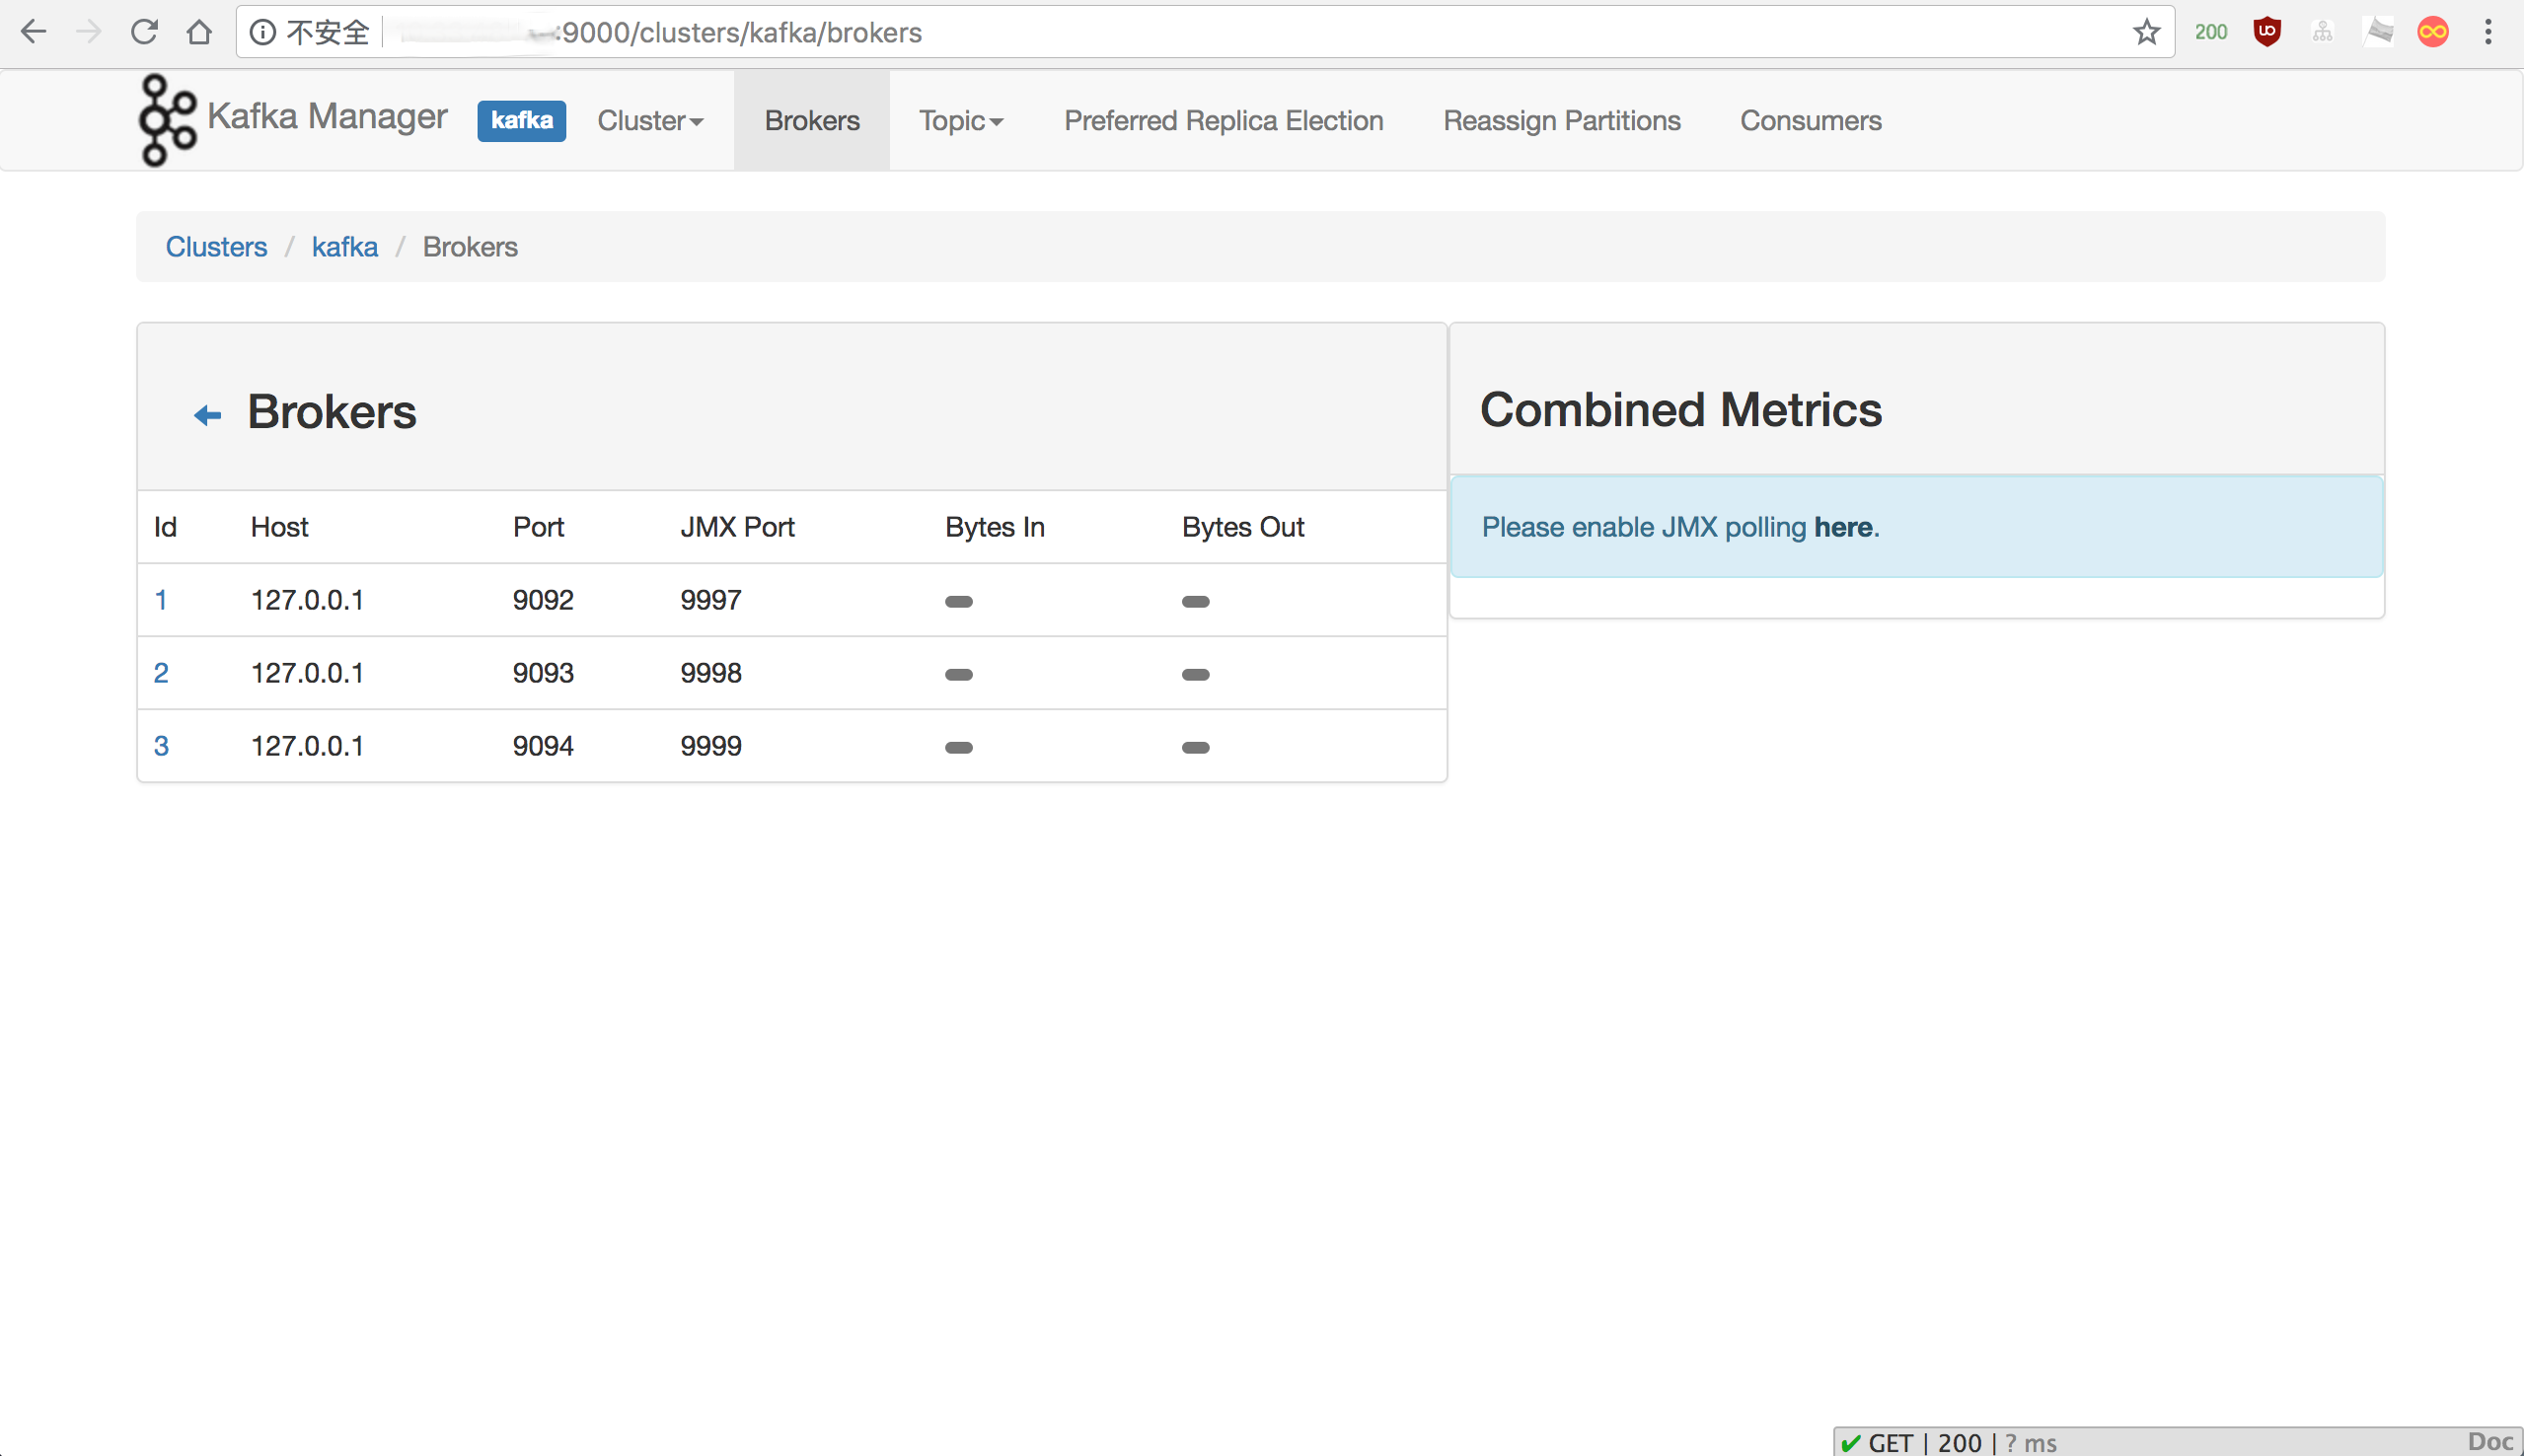 不安全 :9000/clusters/kafka/brokers 200
Kafka Manager kafka Cluster Brokers Topic Preferred Replica Election Reassign Partitions Consumers
Clusters / kafka / Brokers
Brokers
Id Host Port JMX Port Bytes In Bytes Out
1 127.0.0.1 9092 9997
2 127.0.0.1 9093 9998
3 127.0.0.1 9094 9999
Combined Metrics
Please enable JMX polling here.
GET | 200 | ? ms Doc